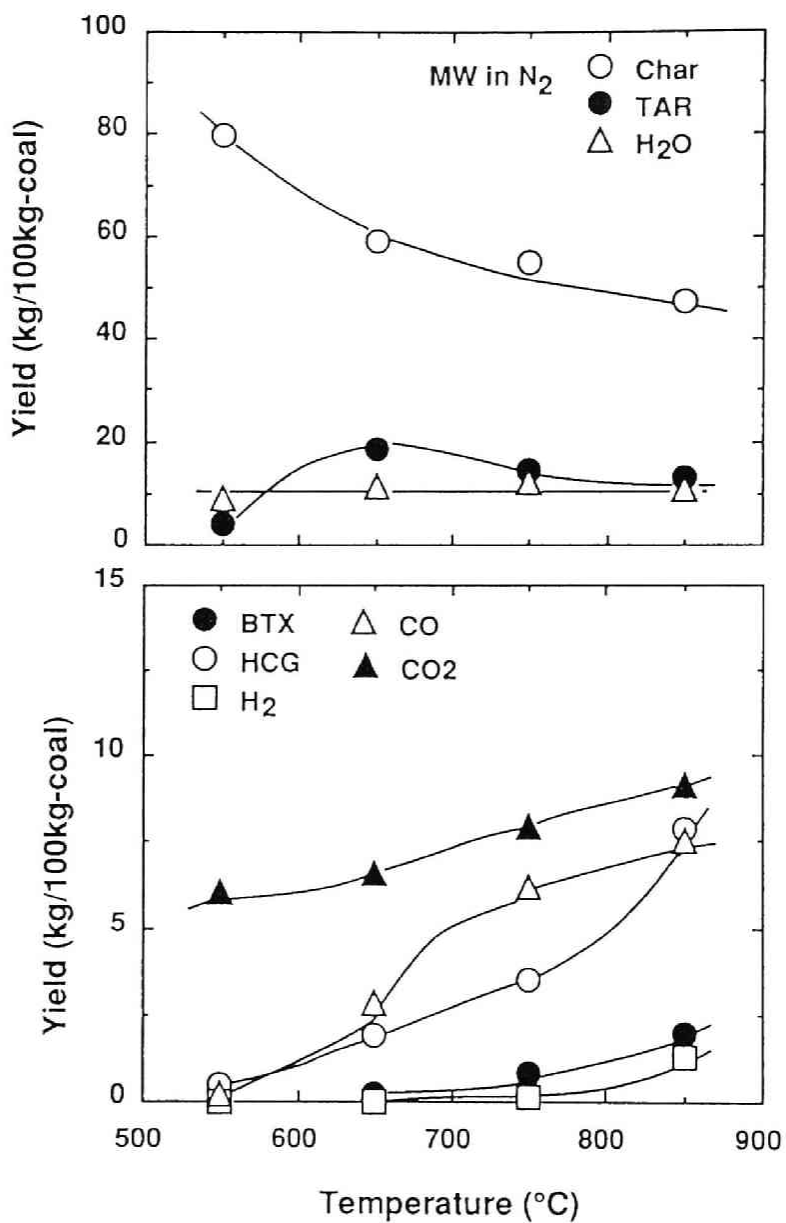 100
80
60
40
20
0
Yield (kg/100kg-coal)
MW in N2
Char
TAR
H2O
15
10
5
0
Yield (kg/100kg-coal)
BTX
HCG
H2
CO
CO2
500 600 700 800 900
Temperature (°C)